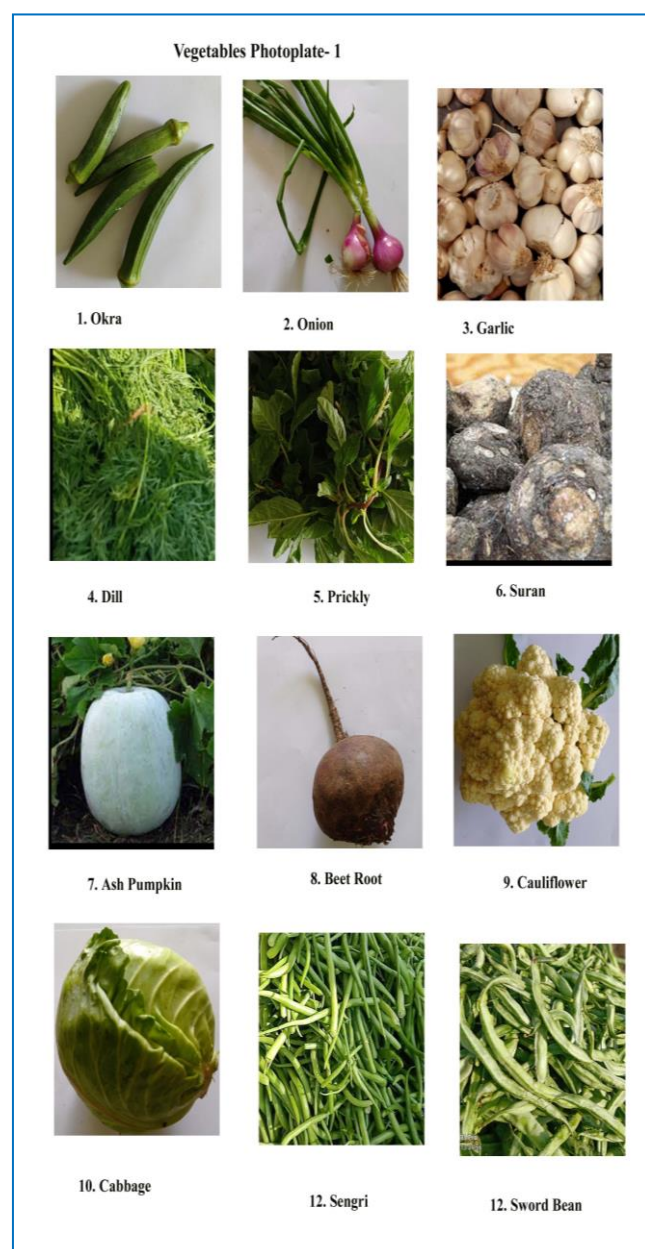 Vegetables Photoplate- 1
1. Okra
2. Onion
3. Garlic
4. Dill
5. Prickly
6. Suran
7. Ash Pumpkin
8. Beet Root
9. Cauliflower
10. Cabbage
12. Sengri
12. Sword Bean